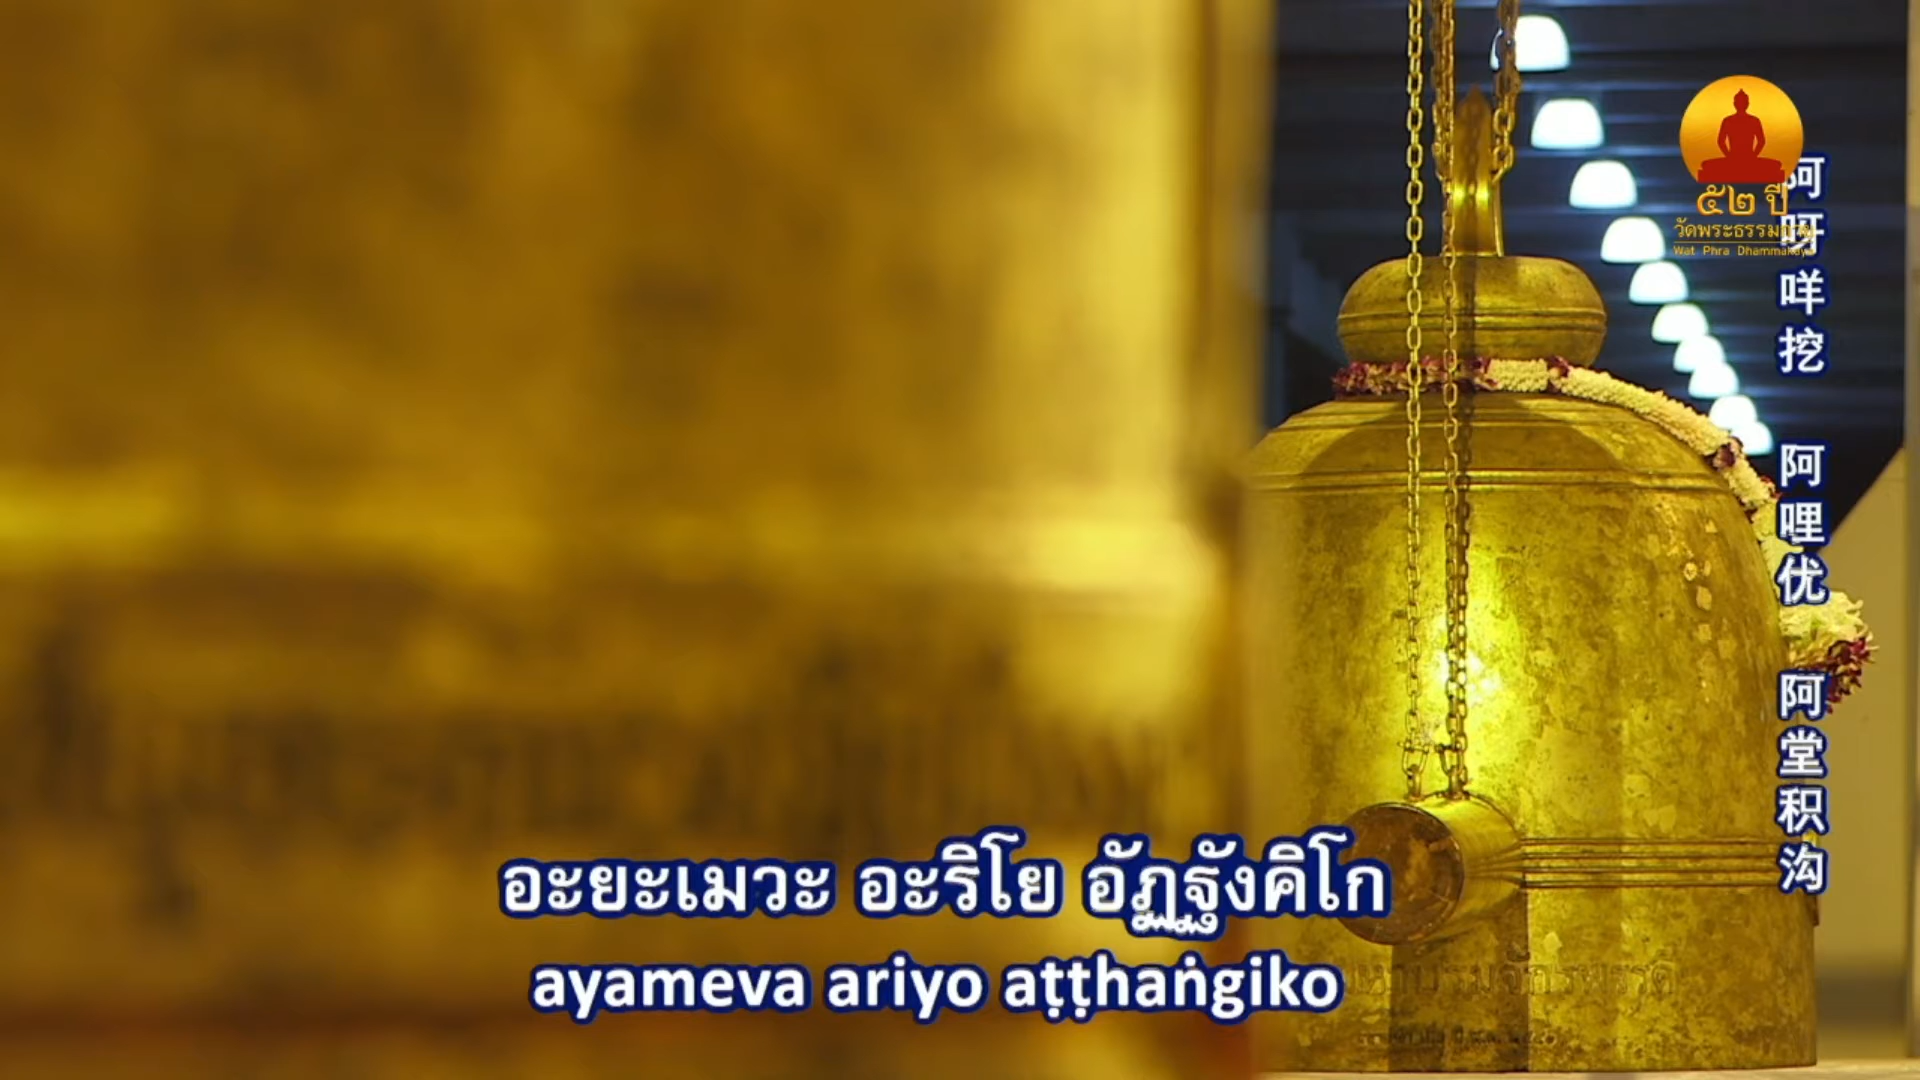 ๕๒ ปี
วัดพระธรรมกาย
Wat Phra Dhammakaya
阿呀咩挖 阿哩优 阿堂积沟
อะยะเมวะ อะริโย อัฏฐังคิโก
ayameva ariyo aṭṭhaṅgiko